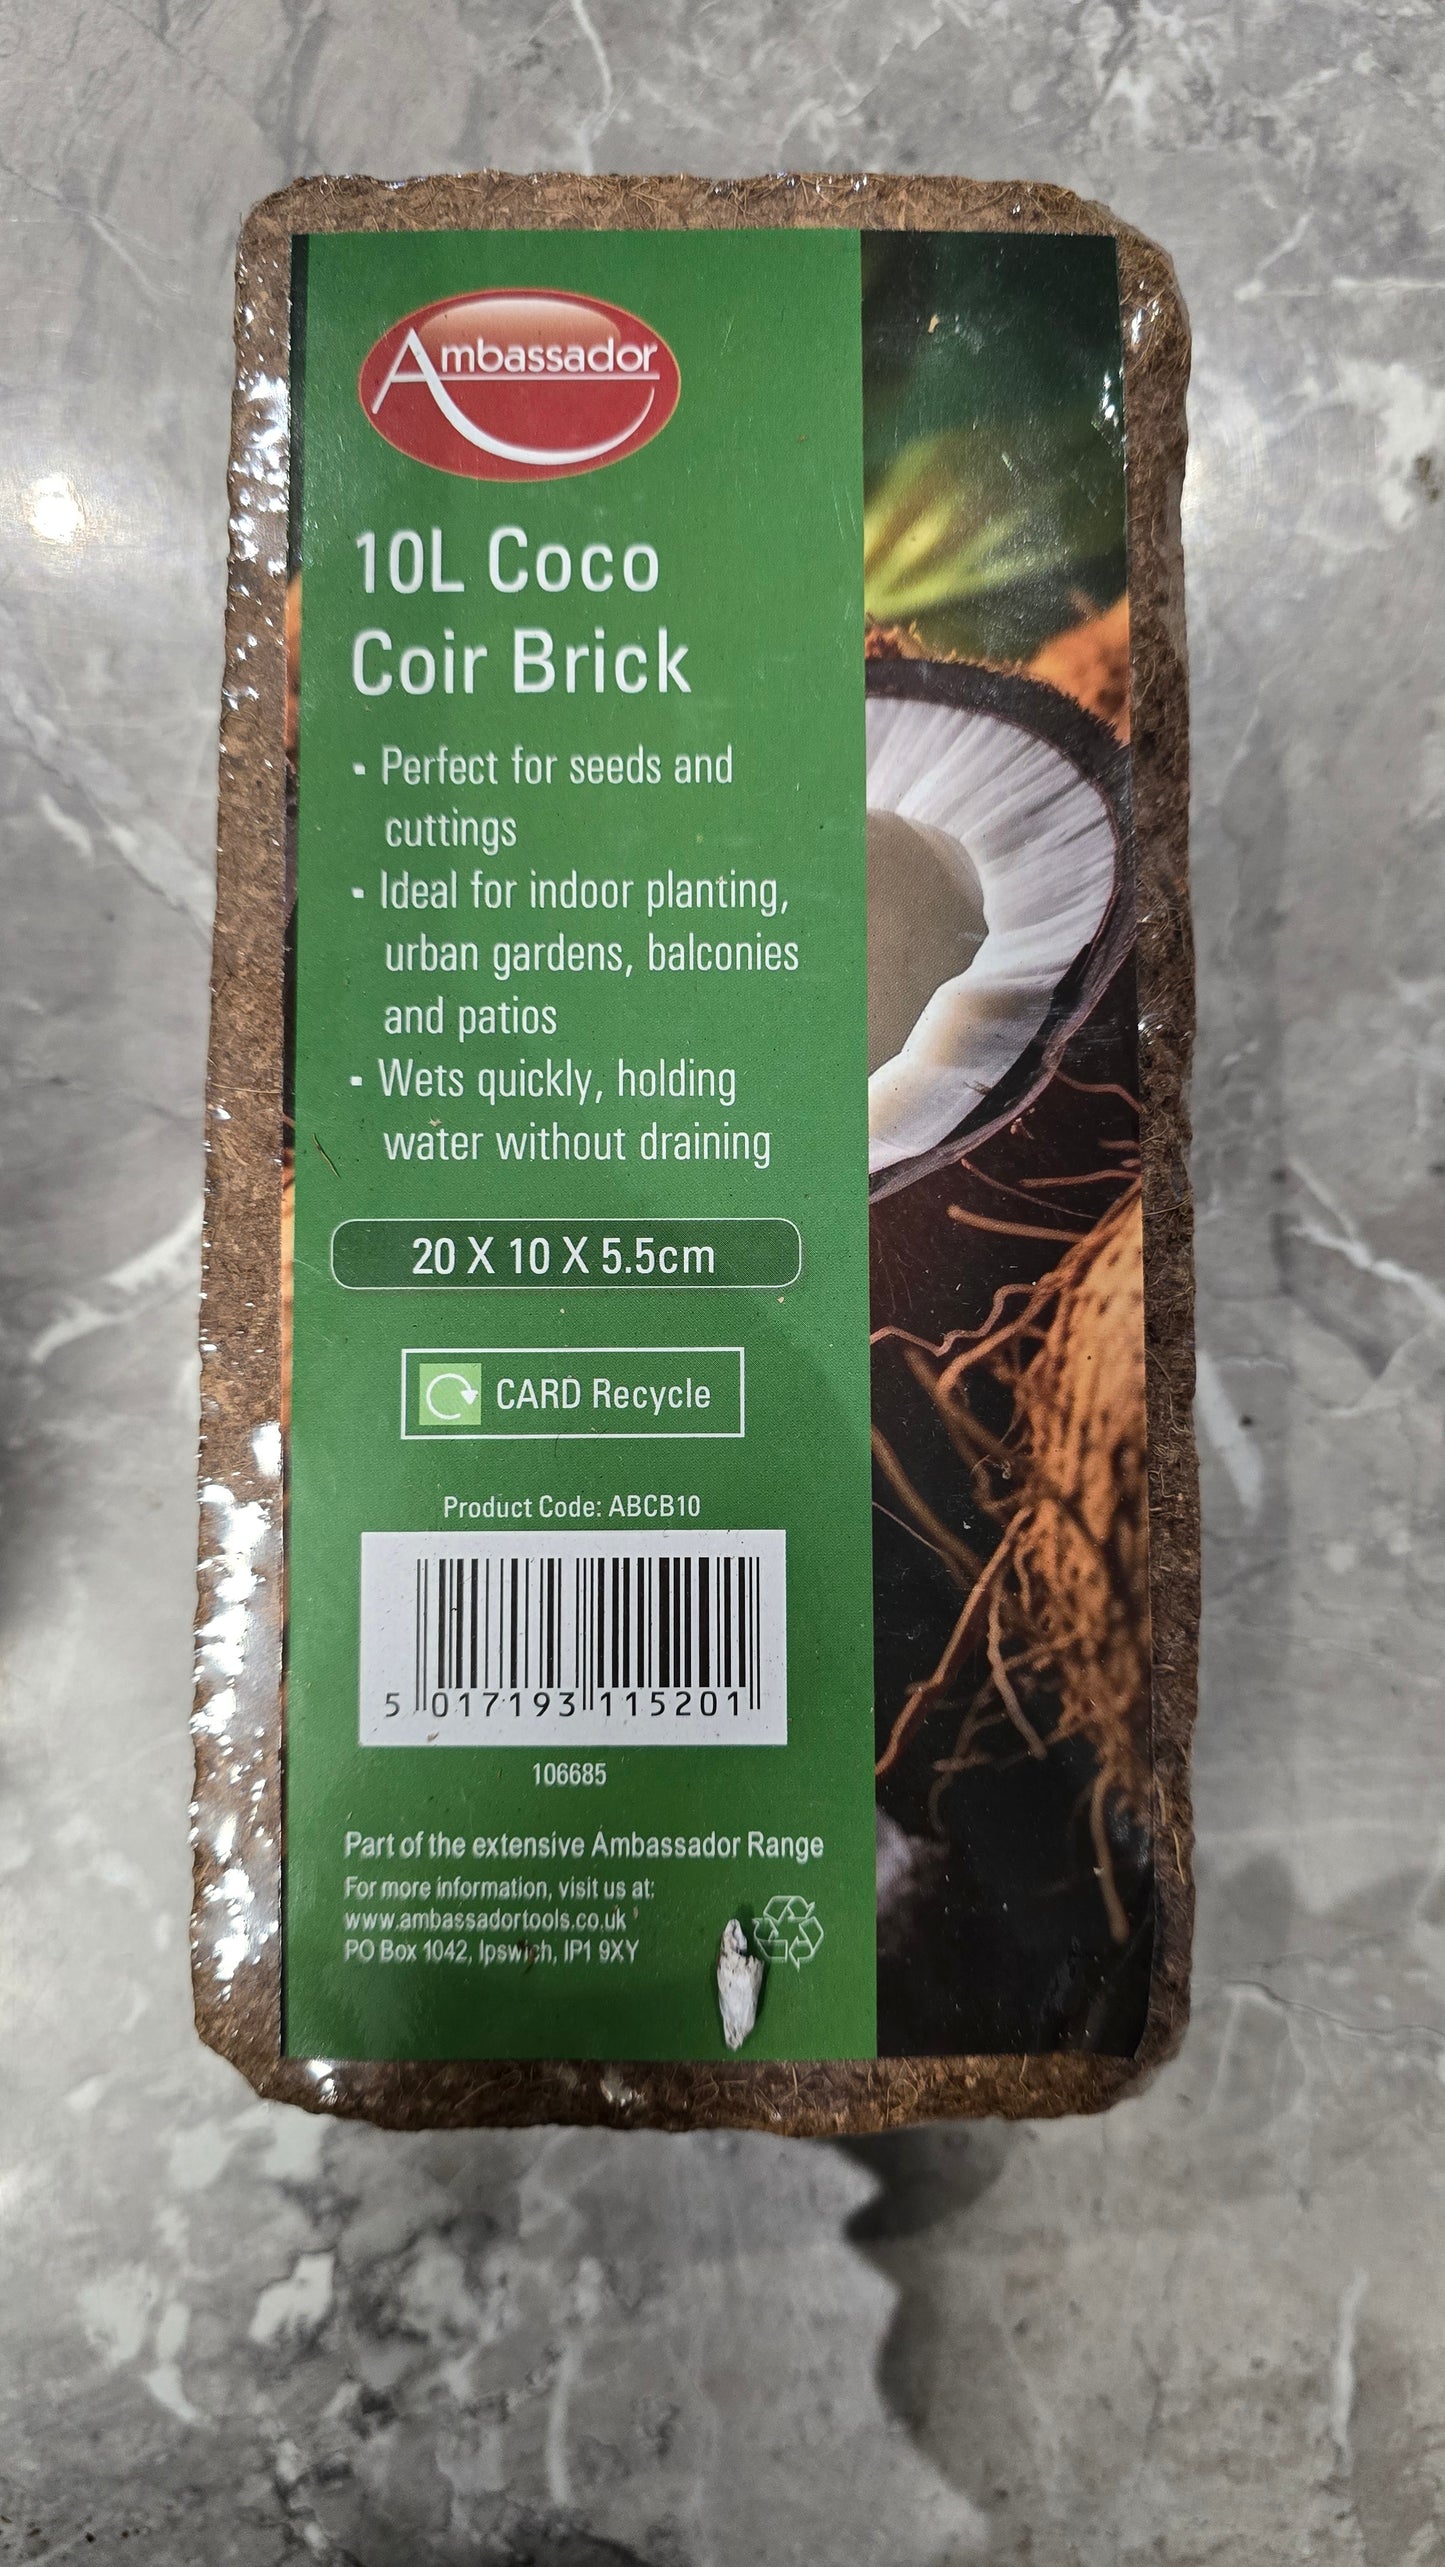 Ambassador
10L Coco
Coir Brick
▪ Perfect for seeds and
cuttings
▪ Ideal for indoor planting,
urban gardens, balconies
and patios
▪ Wets quickly, holding
water without draining
20 X 10 X 5.5cm
CARD Recycle
Product Code: ABCB10
5 017193 115201
106685
Part of the extensive Ambassador Range
For more information, visit us at:
www.ambassadortools.co.uk
PO Box 1042, Ipswich, IP1 9XY